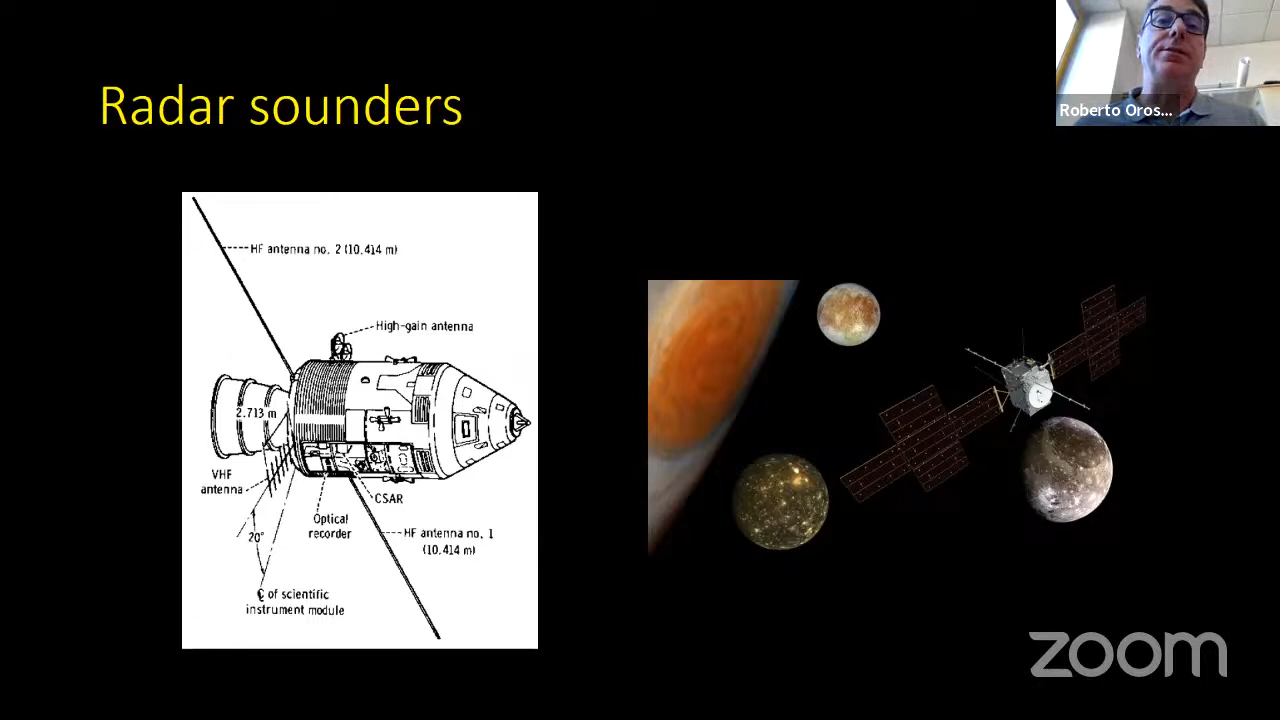 Radar sounders
Roberto Oros...
HF antenna no. 2 (10.414 m)
High-gain antenna
2.713 m
VHF
antenna
CSAR
Optical
recorder
HF antenna no. 1
(10.414 m)
20°
℄ of scientific
instrument module
zoom